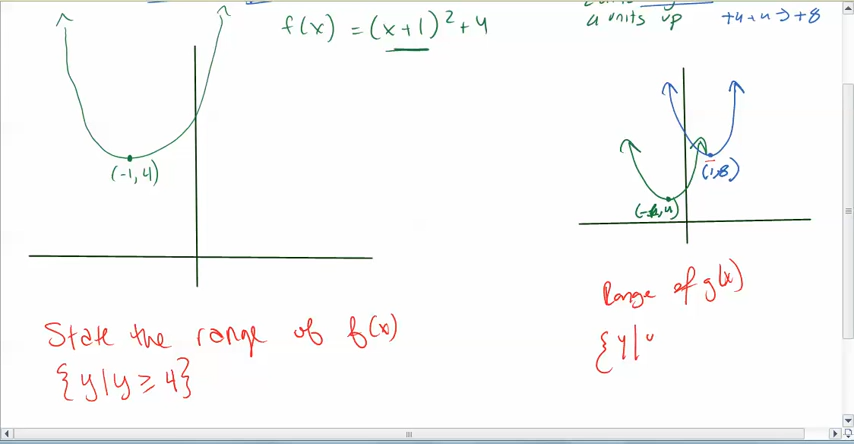 f(x) = (x+1)² + 4
4 units up
+4+4 → +8
(-1, 4)
(1,8)
State the range of f(x)
{y|y ≥ 4}
Range of g(x)
{y|